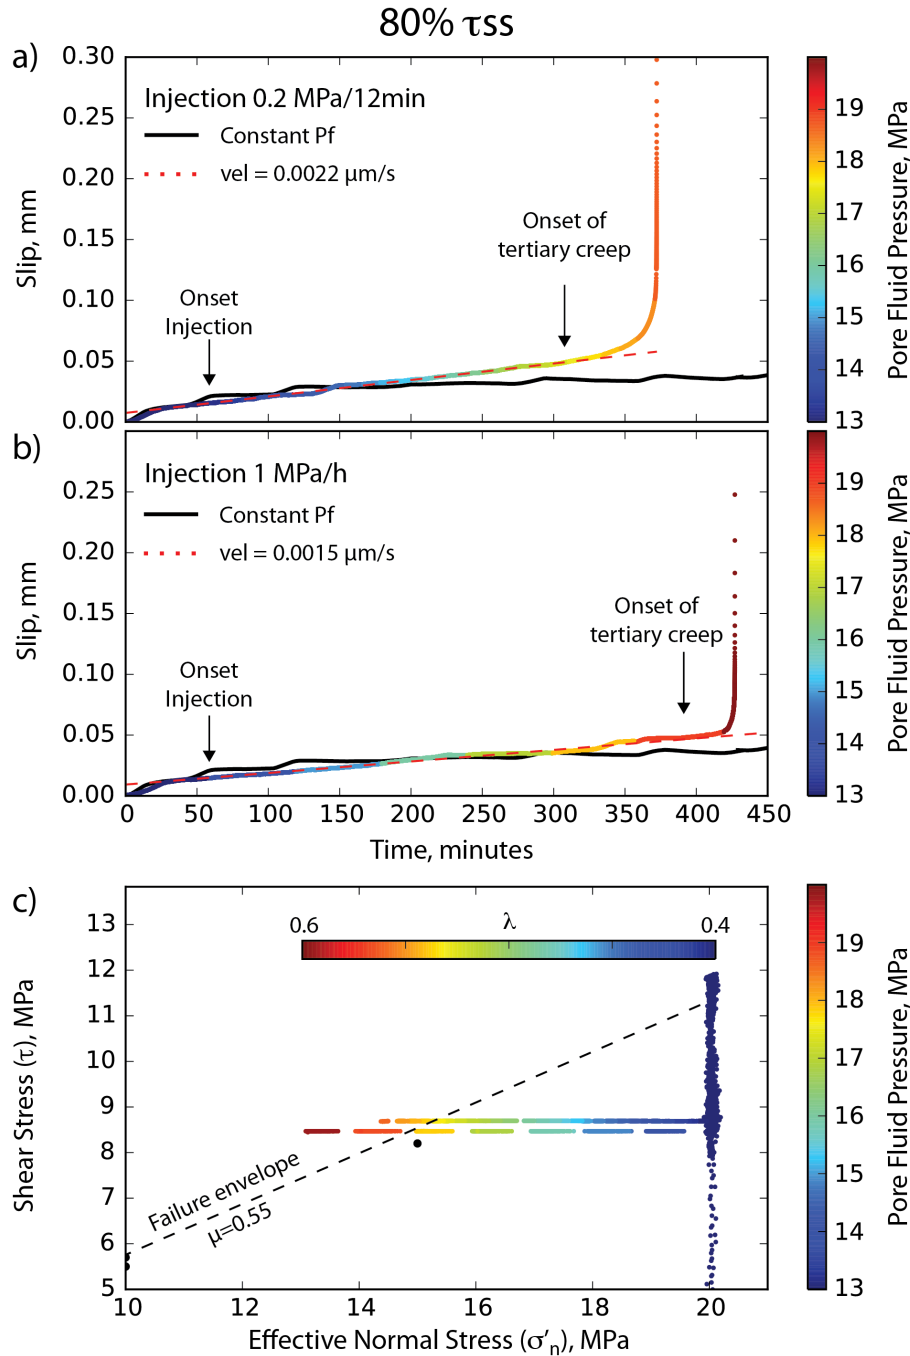 80% τss
a)
0.30
0.25
0.20
0.15
0.10
0.05
0.00
Slip, mm
Injection 0.2 MPa/12min
Constant Pf
vel = 0.0022 μm/s
Onset
Injection
Onset of
tertiary creep
19
18
17
16
15
14
13
Pore Fluid Pressure, MPa
b)
0.25
0.20
0.15
0.10
0.05
0.00
Slip, mm
Injection 1 MPa/h
Constant Pf
vel = 0.0015 μm/s
Onset
Injection
Onset of
tertiary creep
0 50 100 150 200 250 300 350 400 450
Time, minutes
19
18
17
16
15
14
13
Pore Fluid Pressure, MPa
c)
13
12
11
10
9
8
7
6
5
Shear Stress (τ), MPa
0.6 λ 0.4
Failure envelope
μ=0.55
10 12 14 16 18 20
Effective Normal Stress (σ'n), MPa
19
18
17
16
15
14
13
Pore Fluid Pressure, MPa